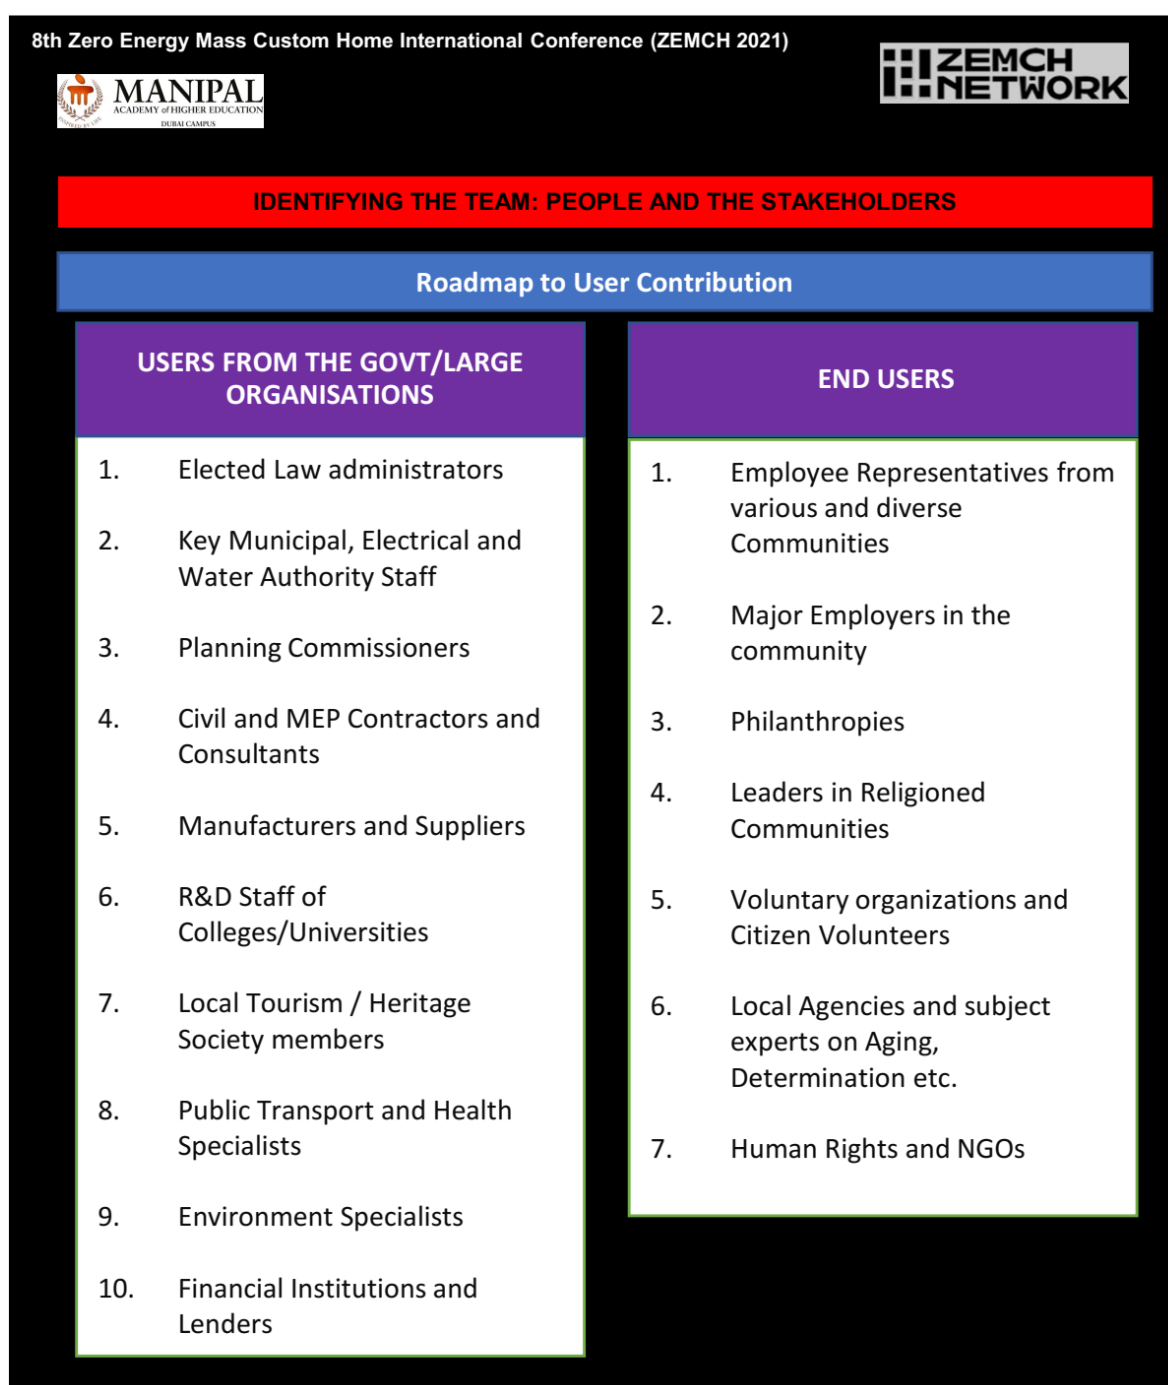 8th Zero Energy Mass Custom Home International Conference (ZEMCH 2021)
MANIPAL
ACADEMY of HIGHER EDUCATION
DUBAI CAMPUS
INSPIRED BY LIFE
ZEMCH
NETWORK
IDENTIFYING THE TEAM: PEOPLE AND THE STAKEHOLDERS
Roadmap to User Contribution
USERS FROM THE GOVT/LARGE
ORGANISATIONS
1. Elected Law administrators
2. Key Municipal, Electrical and
Water Authority Staff
3. Planning Commissioners
4. Civil and MEP Contractors and
Consultants
5. Manufacturers and Suppliers
6. R&D Staff of
Colleges/Universities
7. Local Tourism / Heritage
Society members
8. Public Transport and Health
Specialists
9. Environment Specialists
10. Financial Institutions and
Lenders
END USERS
1. Employee Representatives from
various and diverse
Communities
2. Major Employers in the
community
3. Philanthropies
4. Leaders in Religioned
Communities
5. Voluntary organizations and
Citizen Volunteers
6. Local Agencies and subject
experts on Aging,
Determination etc.
7. Human Rights and NGOs